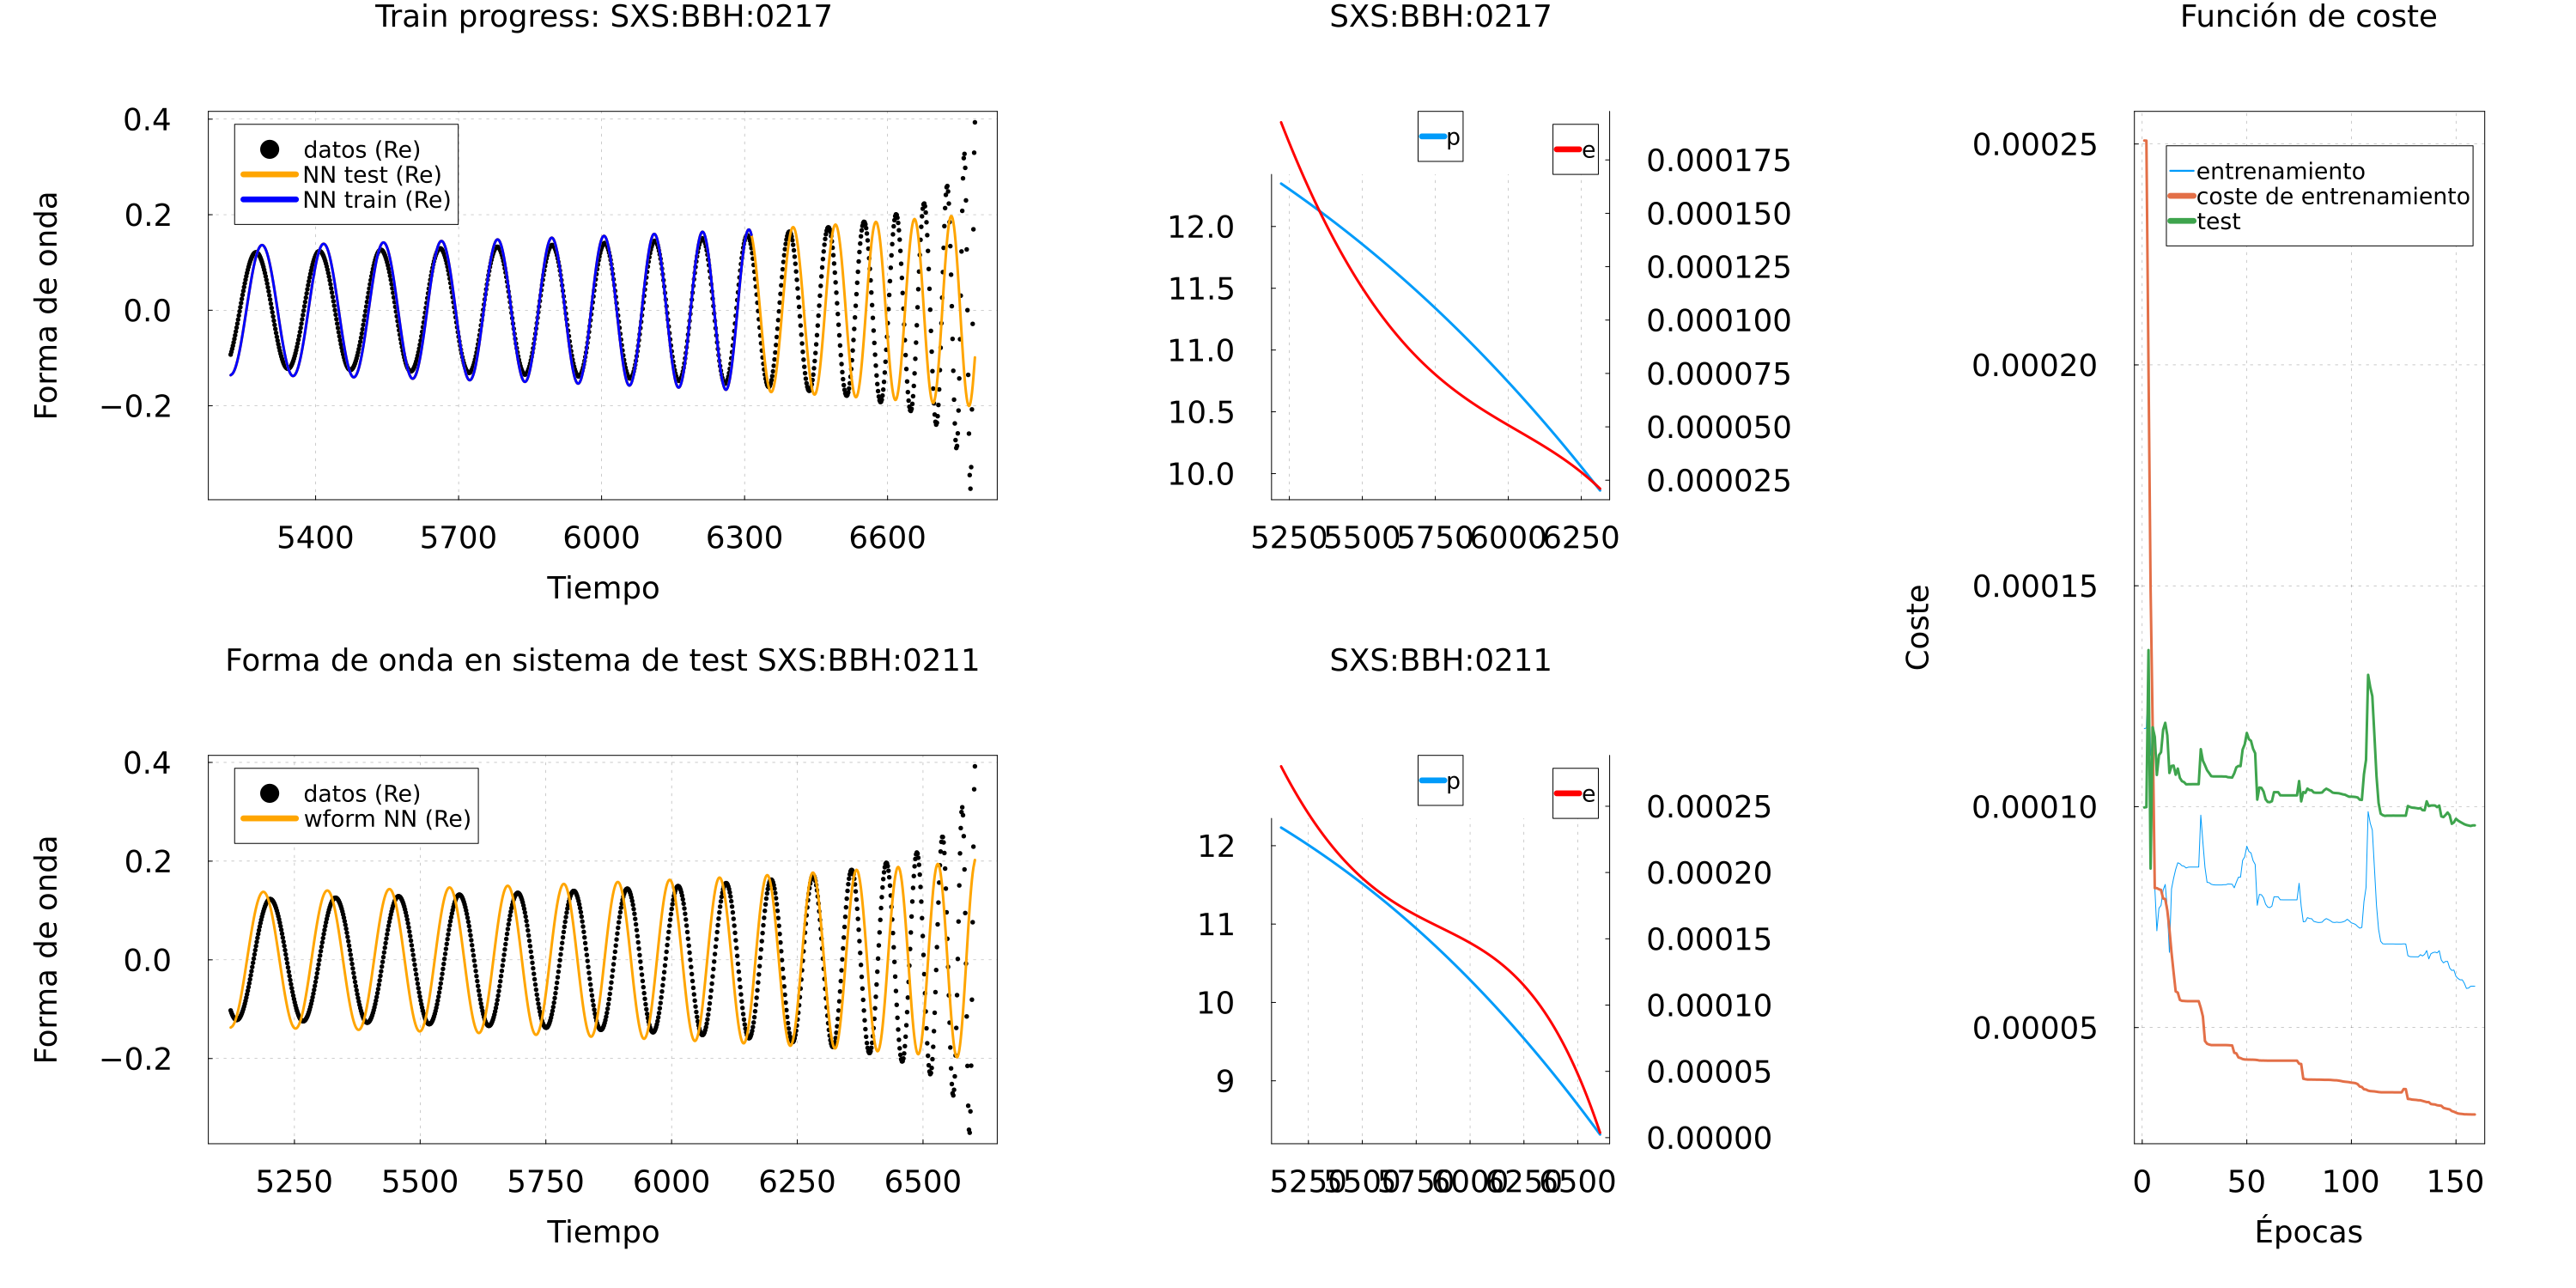 Train progress: SXS:BBH:0217
0.4
0.2
0.0
−0.2
Forma de onda
datos (Re)
NN test (Re)
NN train (Re)
5400 5700 6000 6300 6600
Tiempo
SXS:BBH:0217
p
e
12.0
11.5
11.0
10.5
10.0
0.000175
0.000150
0.000125
0.000100
0.000075
0.000050
0.000025
5250 5500 5750 6000 6250
Forma de onda en sistema de test SXS:BBH:0211
0.4
0.2
0.0
−0.2
Forma de onda
datos (Re)
wform NN (Re)
5250 5500 5750 6000 6250 6500
Tiempo
SXS:BBH:0211
p
e
12
11
10
9
0.00025
0.00020
0.00015
0.00010
0.00005
0.00000
5250 5500 5750 6000 6250 6500
Función de coste
0.00025
0.00020
0.00015
0.00010
0.00005
Coste
entrenamiento
coste de entrenamiento
test
0 50 100 150
Épocas